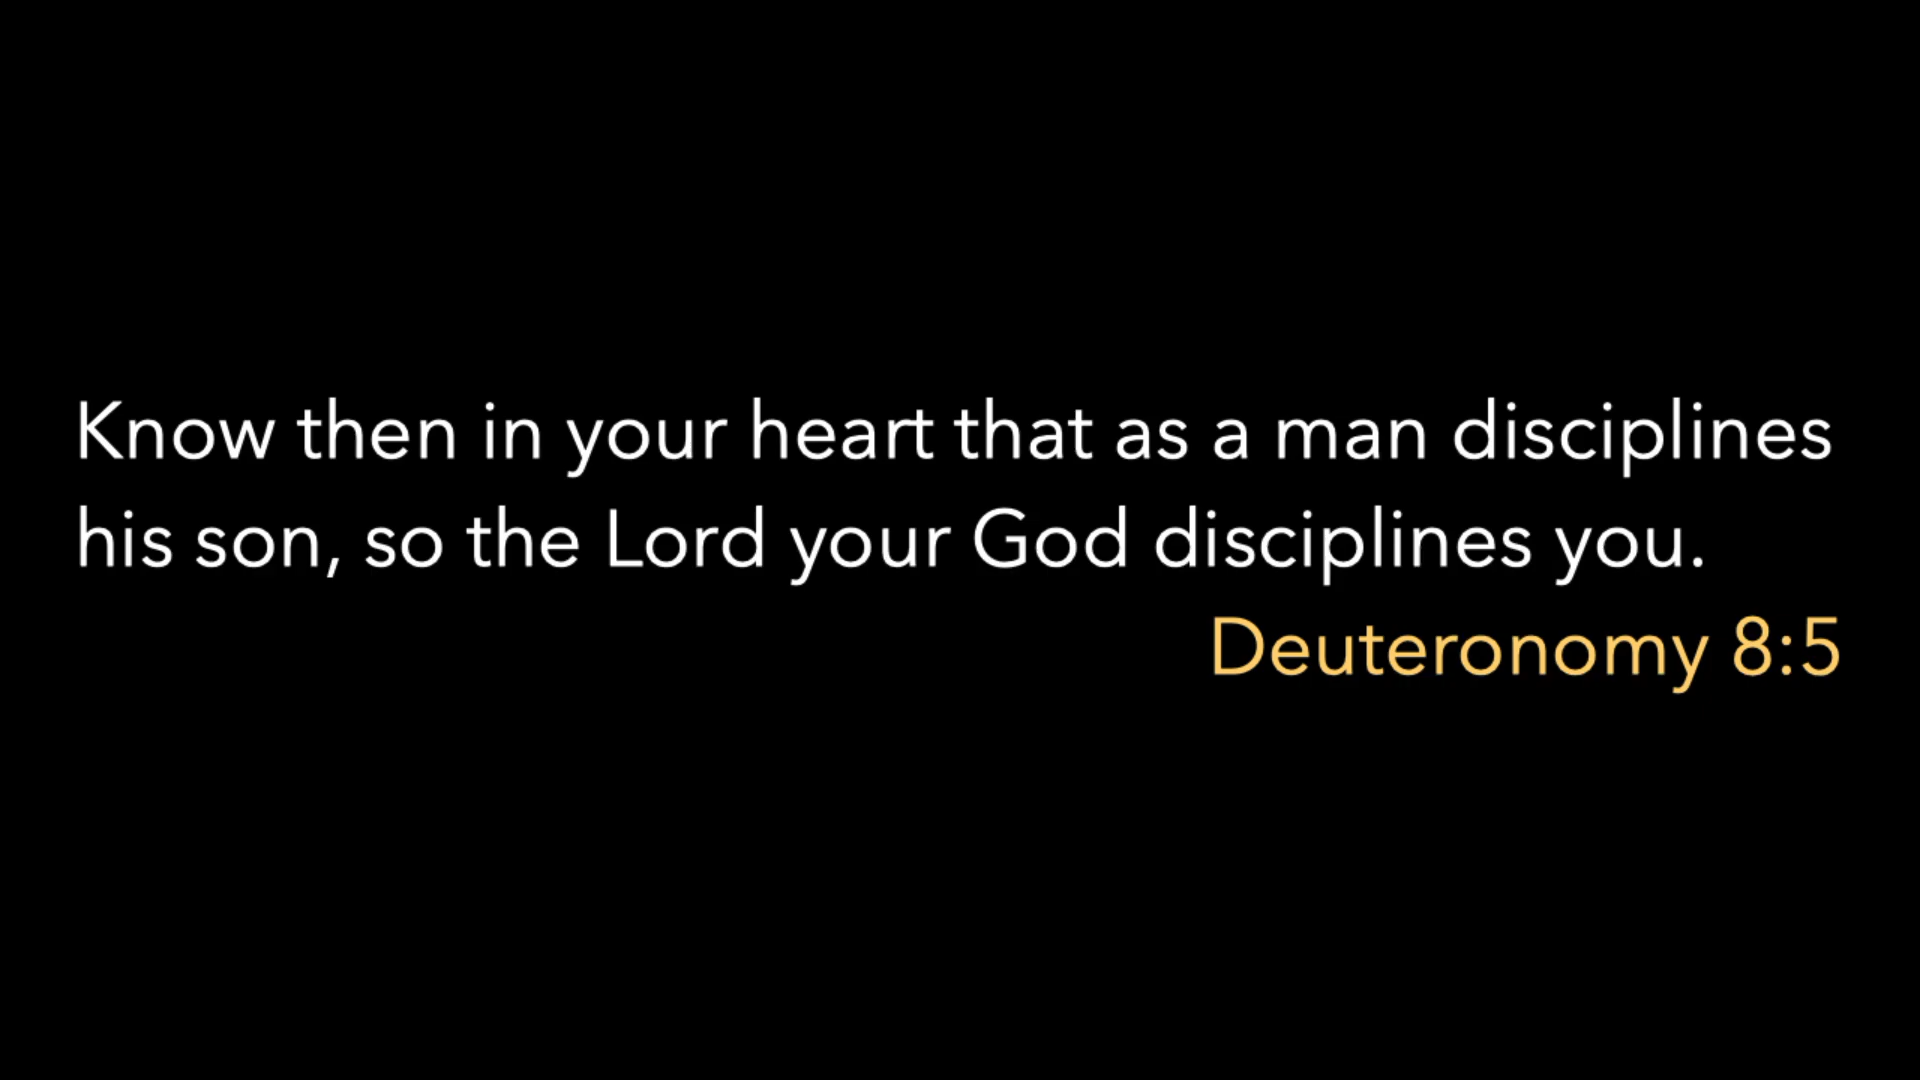 Know then in your heart that as a man disciplines
his son, so the Lord your God disciplines you.
Deuteronomy 8:5